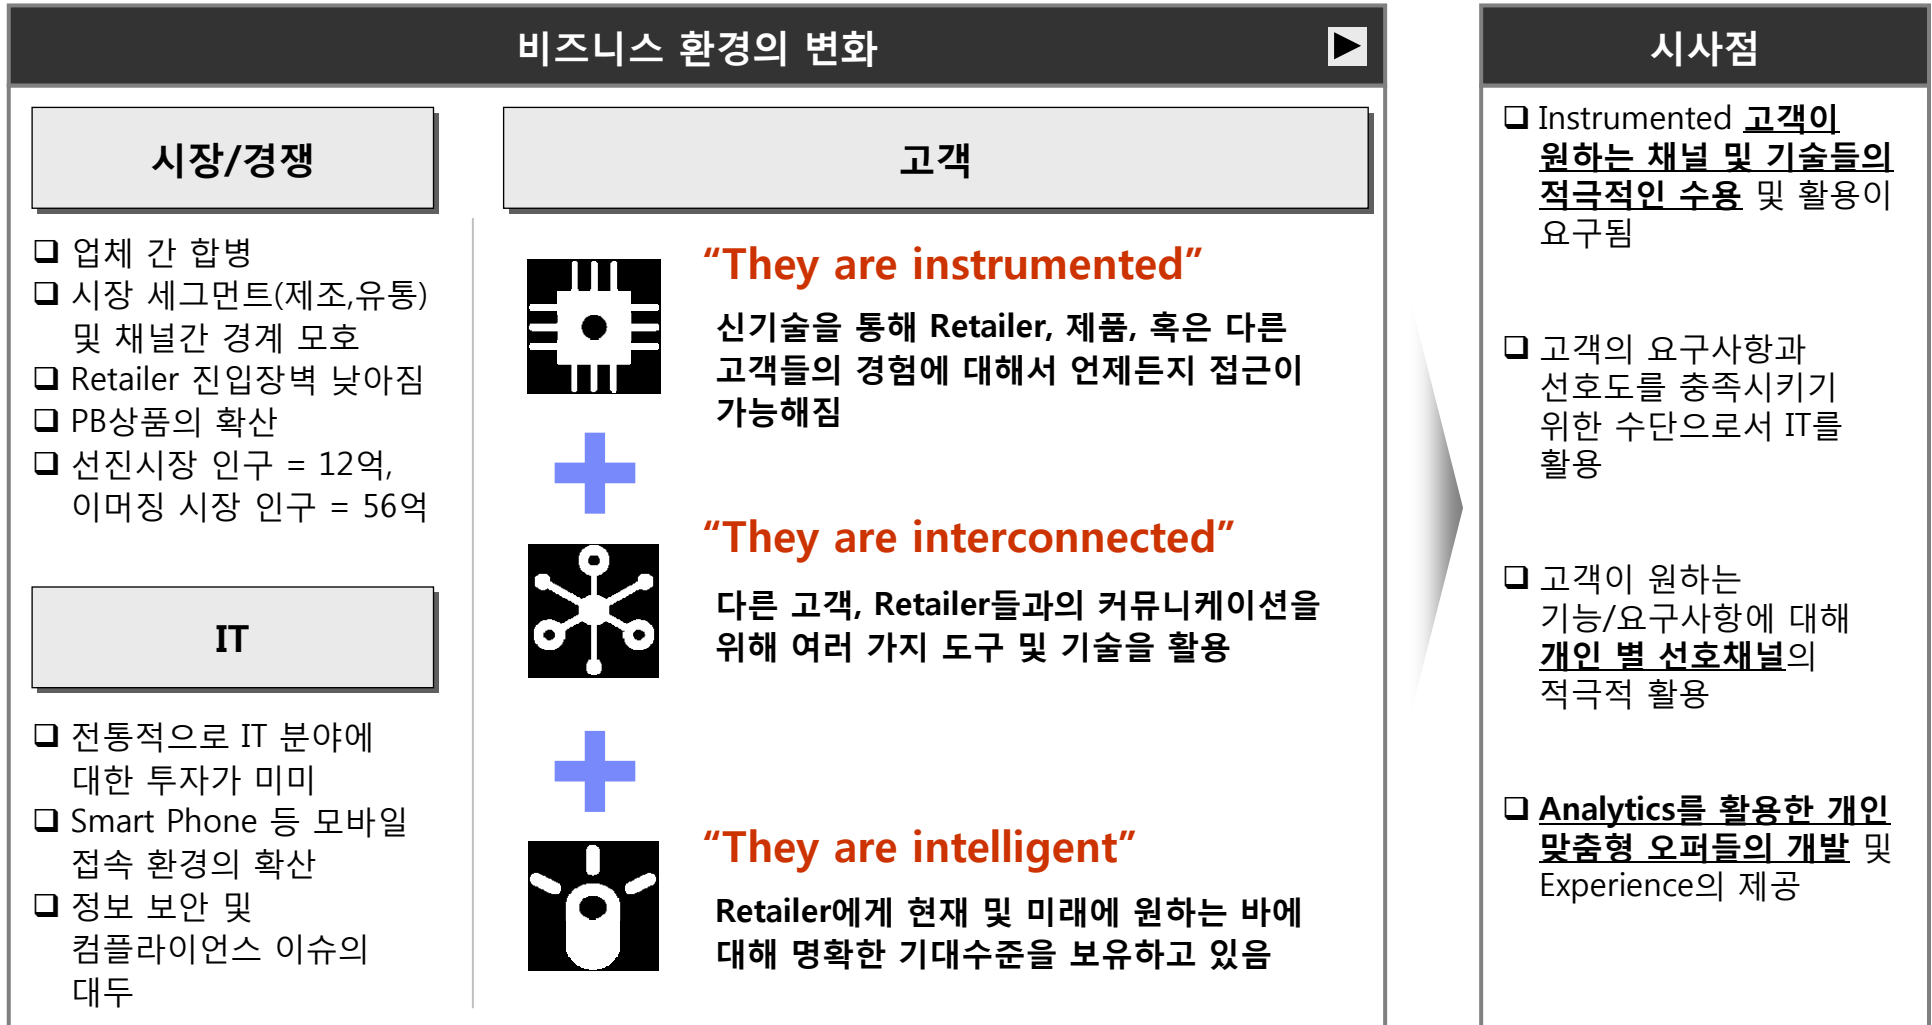 비즈니스 환경의 변화
시장/경쟁
❑ 업체 간 합병
❑ 시장 세그먼트(제조,유통)
및 채널간 경계 모호
❑ Retailer 진입장벽 낮아짐
❑ PB상품의 확산
❑ 선진시장 인구 = 12억,
이머징 시장 인구 = 56억
IT
❑ 전통적으로 IT 분야에
대한 투자가 미미
❑ Smart Phone 등 모바일
접속 환경의 확산
❑ 정보 보안 및
컴플라이언스 이슈의
대두
고객
“They are instrumented”
신기술을 통해 Retailer, 제품, 혹은 다른
고객들의 경험에 대해서 언제든지 접근이
가능해짐
“They are interconnected”
다른 고객, Retailer들과의 커뮤니케이션을
위해 여러 가지 도구 및 기술을 활용
“They are intelligent”
Retailer에게 현재 및 미래에 원하는 바에
대해 명확한 기대수준을 보유하고 있음
시사점
❑ Instrumented 고객이
원하는 채널 및 기술들의
적극적인 수용 및 활용이
요구됨
❑ 고객의 요구사항과
선호도를 충족시키기
위한 수단으로서 IT를
활용
❑ 고객이 원하는
기능/요구사항에 대해
개인 별 선호채널의
적극적 활용
❑ Analytics를 활용한 개인
맞춤형 오퍼들의 개발 및
Experience의 제공